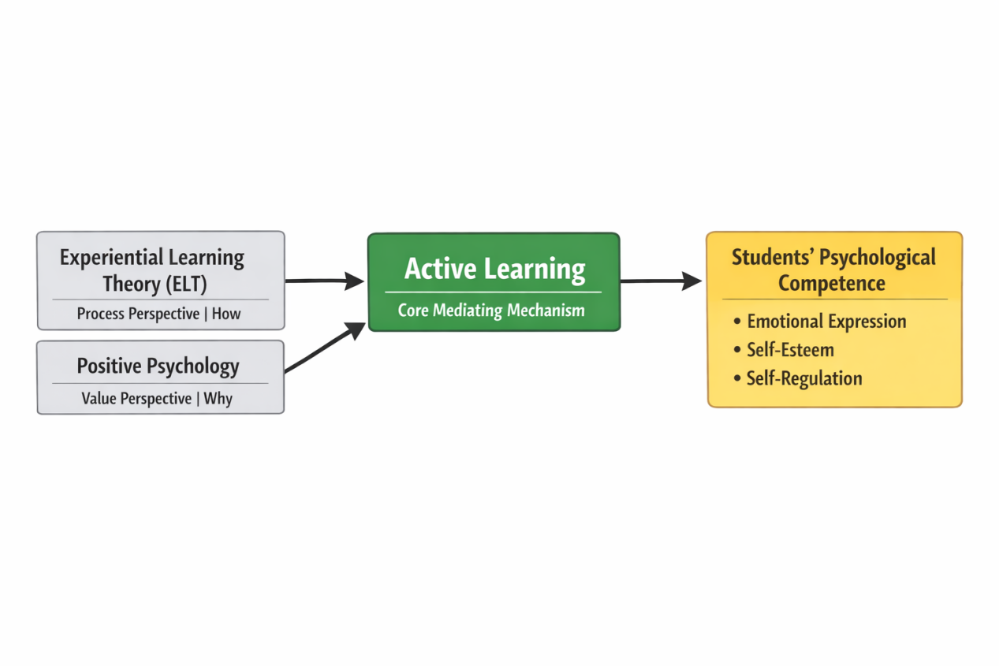 Experiential Learning
Theory (ELT)
Process Perspective | How
Positive Psychology
Value Perspective | Why
Active Learning
Core Mediating Mechanism
Students’ Psychological
Competence
• Emotional Expression
• Self-Esteem
• Self-Regulation